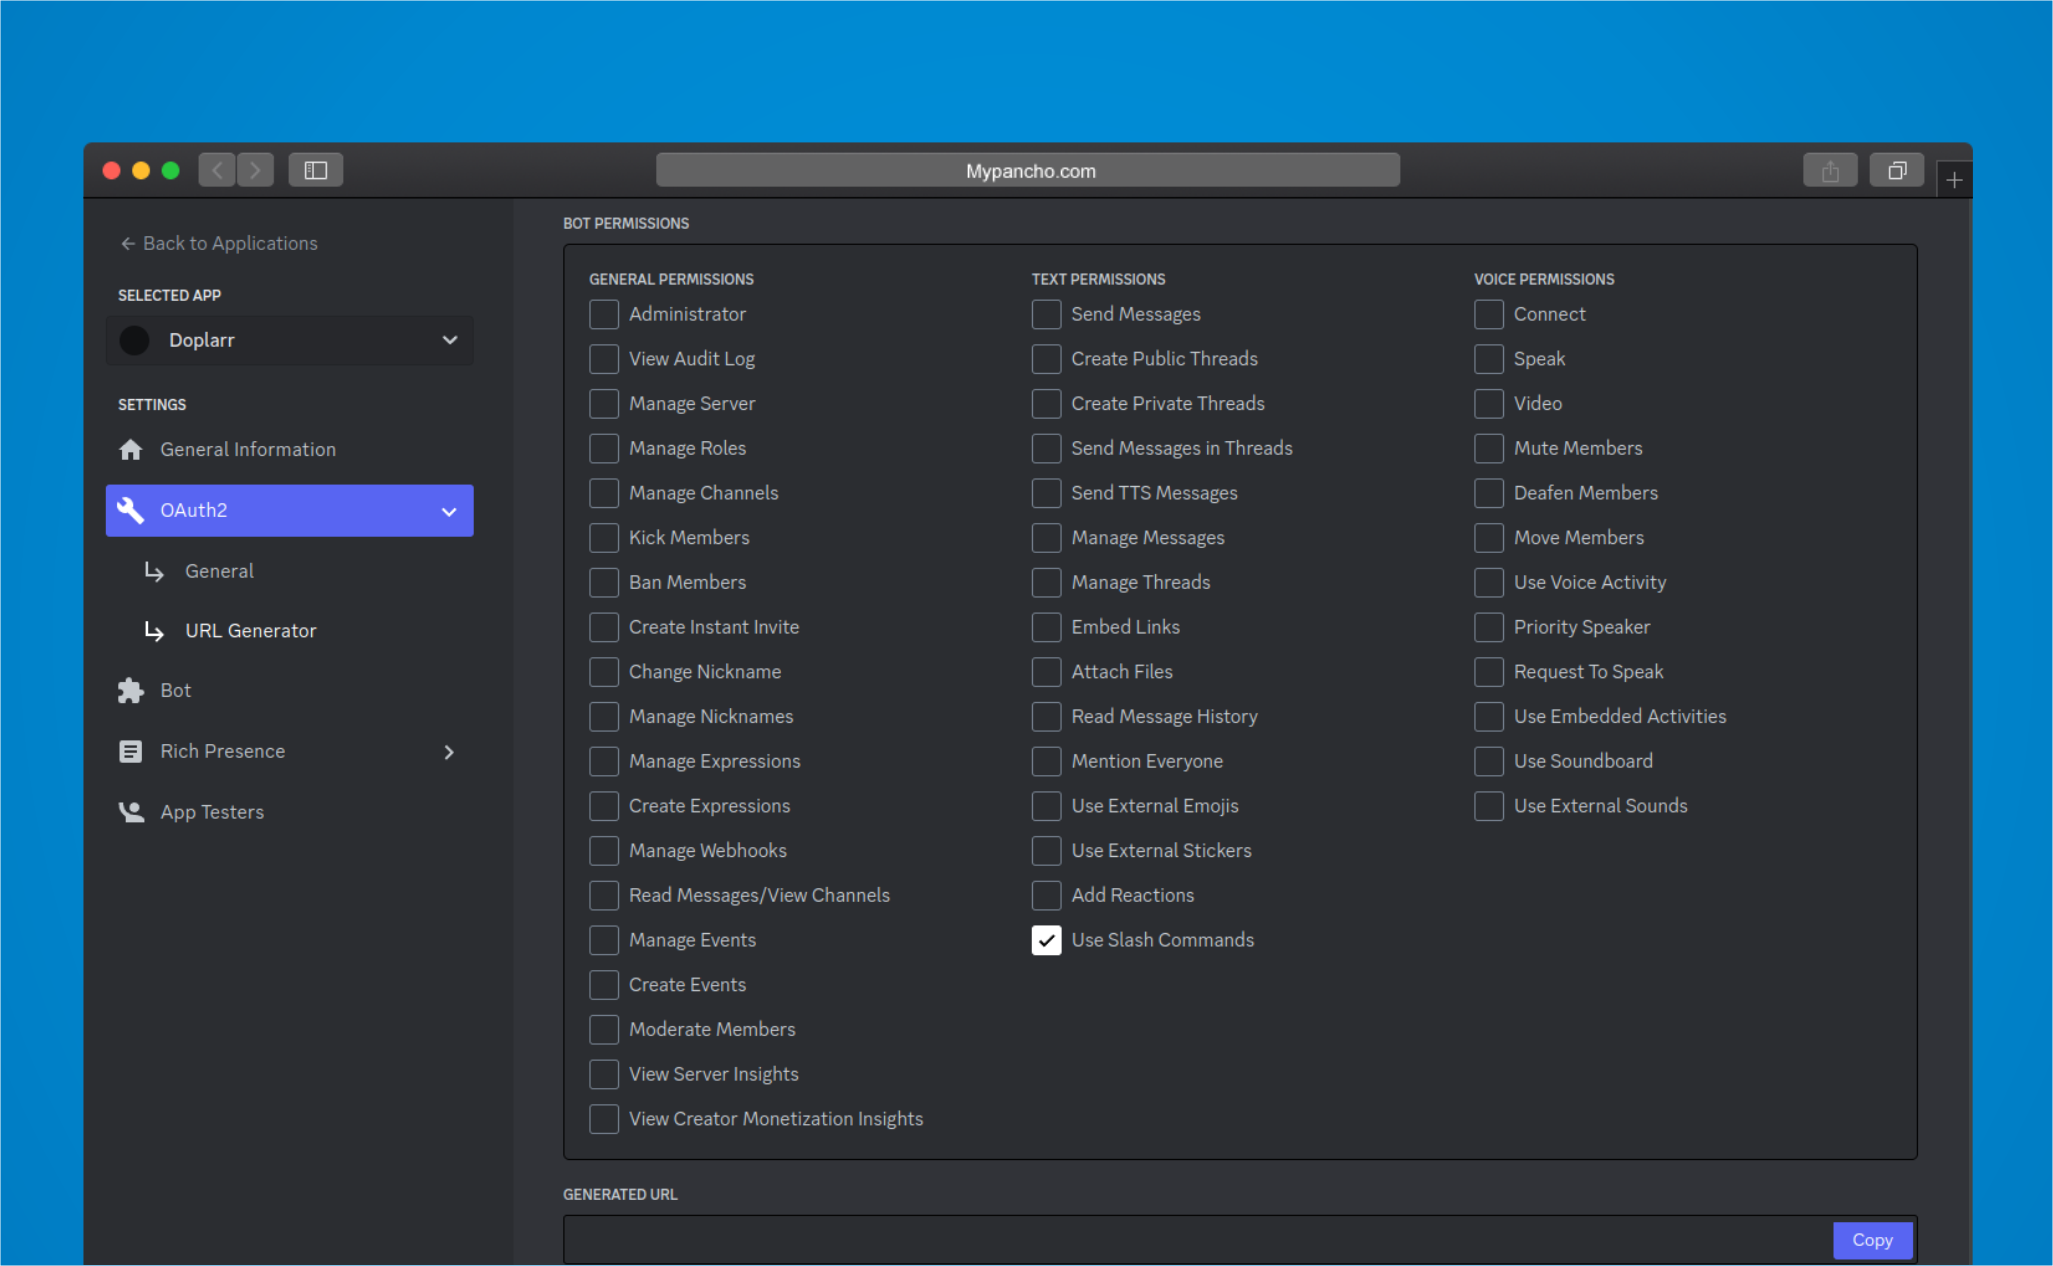 Mypancho.com
← Back to Applications
SELECTED APP
Doplarr
SETTINGS
General Information
OAuth2
General
URL Generator
Bot
Rich Presence
App Testers
BOT PERMISSIONS
GENERAL PERMISSIONS
Administrator
View Audit Log
Manage Server
Manage Roles
Manage Channels
Kick Members
Ban Members
Create Instant Invite
Change Nickname
Manage Nicknames
Manage Expressions
Create Expressions
Manage Webhooks
Read Messages/View Channels
Manage Events
Create Events
Moderate Members
View Server Insights
View Creator Monetization Insights
TEXT PERMISSIONS
Send Messages
Create Public Threads
Create Private Threads
Send Messages in Threads
Send TTS Messages
Manage Messages
Manage Threads
Embed Links
Attach Files
Read Message History
Mention Everyone
Use External Emojis
Use External Stickers
Add Reactions
Use Slash Commands
VOICE PERMISSIONS
Connect
Speak
Video
Mute Members
Deafen Members
Move Members
Use Voice Activity
Priority Speaker
Request To Speak
Use Embedded Activities
Use Soundboard
Use External Sounds
GENERATED URL
Copy